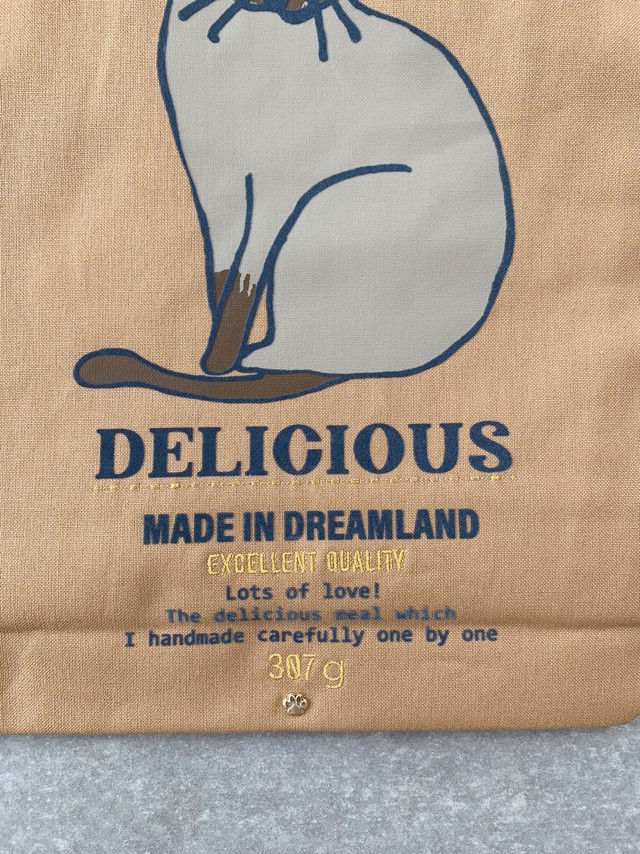 DELICIOUS
MADE IN DREAMLAND
EXCELLENT QUALITY
Lots of love!
The delicious meal which
I handmade carefully one by one
307g